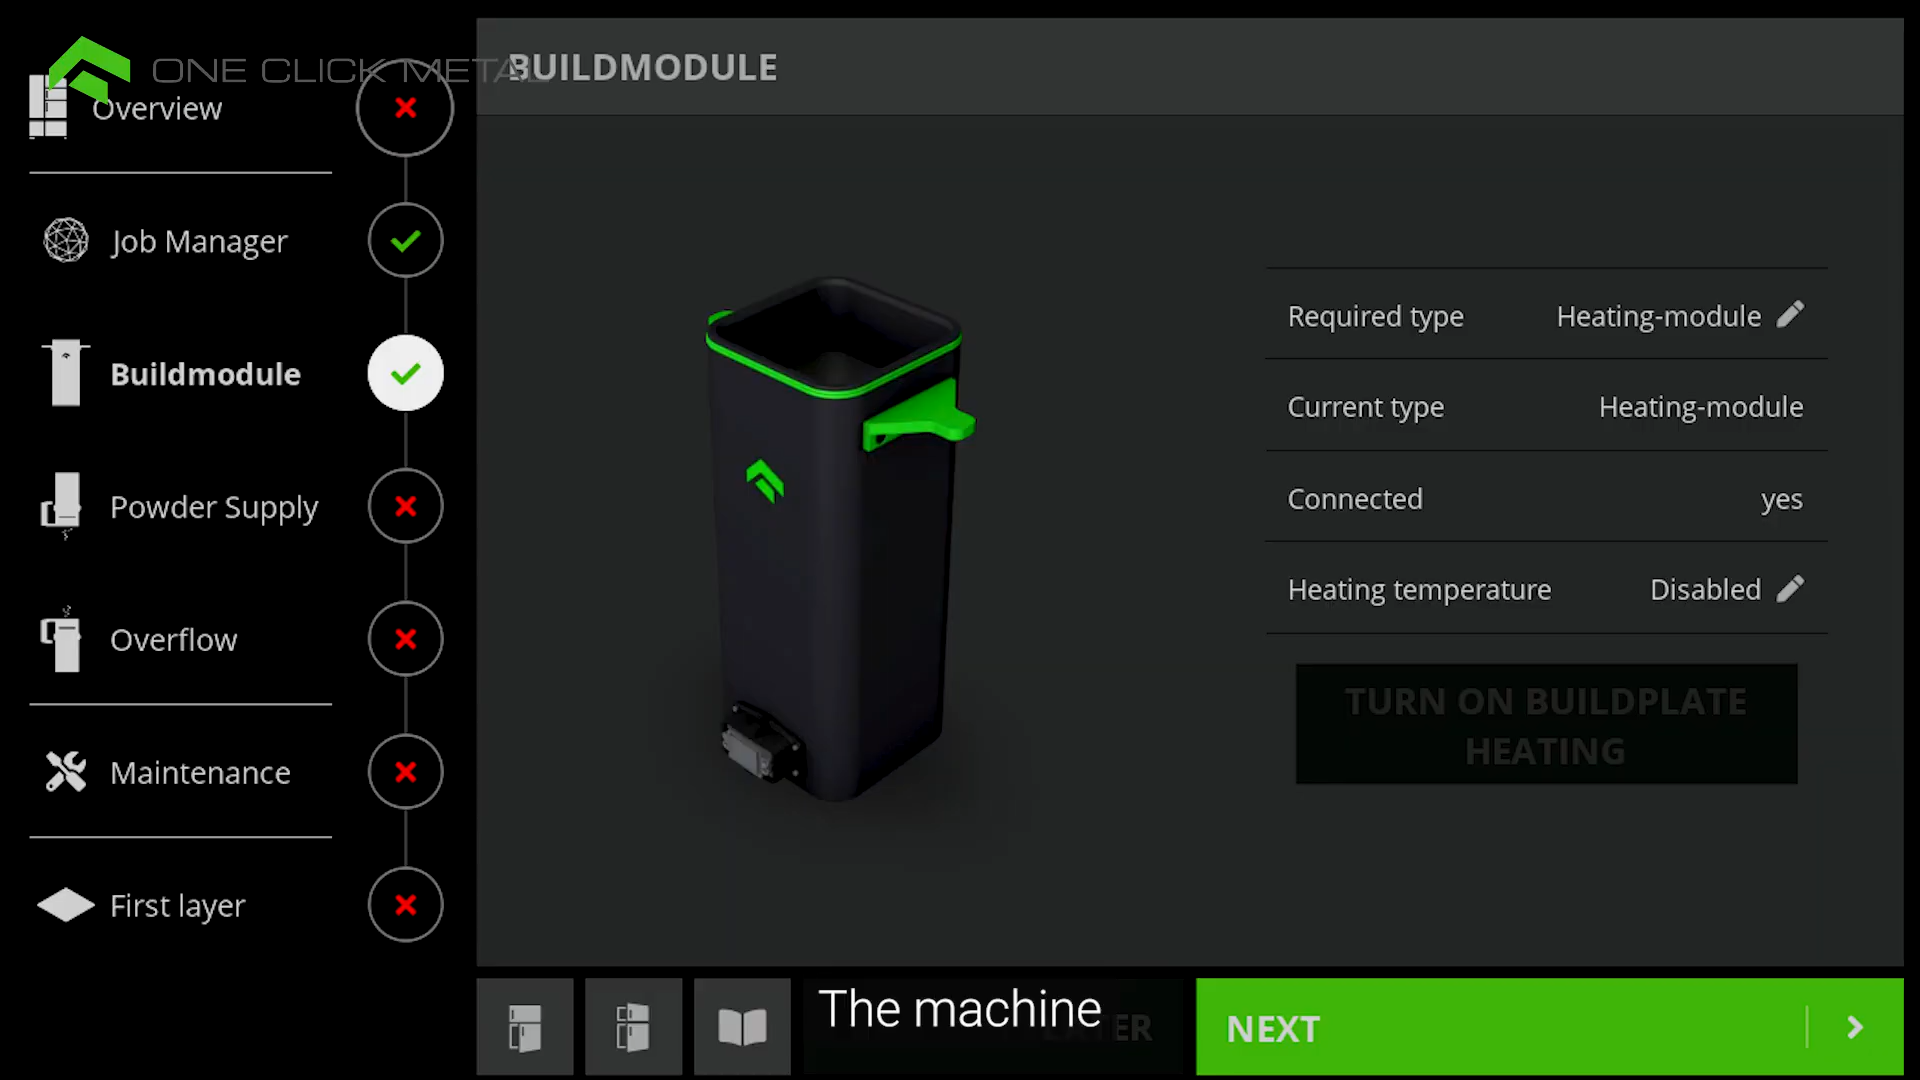 ONE CLICK METAL
Overview
Job Manager
Buildmodule
Powder Supply
Overflow
Maintenance
First layer
BUILDMODULE
Required type Heating-module
Current type Heating-module
Connected yes
Heating temperature Disabled
TURN ON BUILDPLATE
HEATING
The machine
NEXT